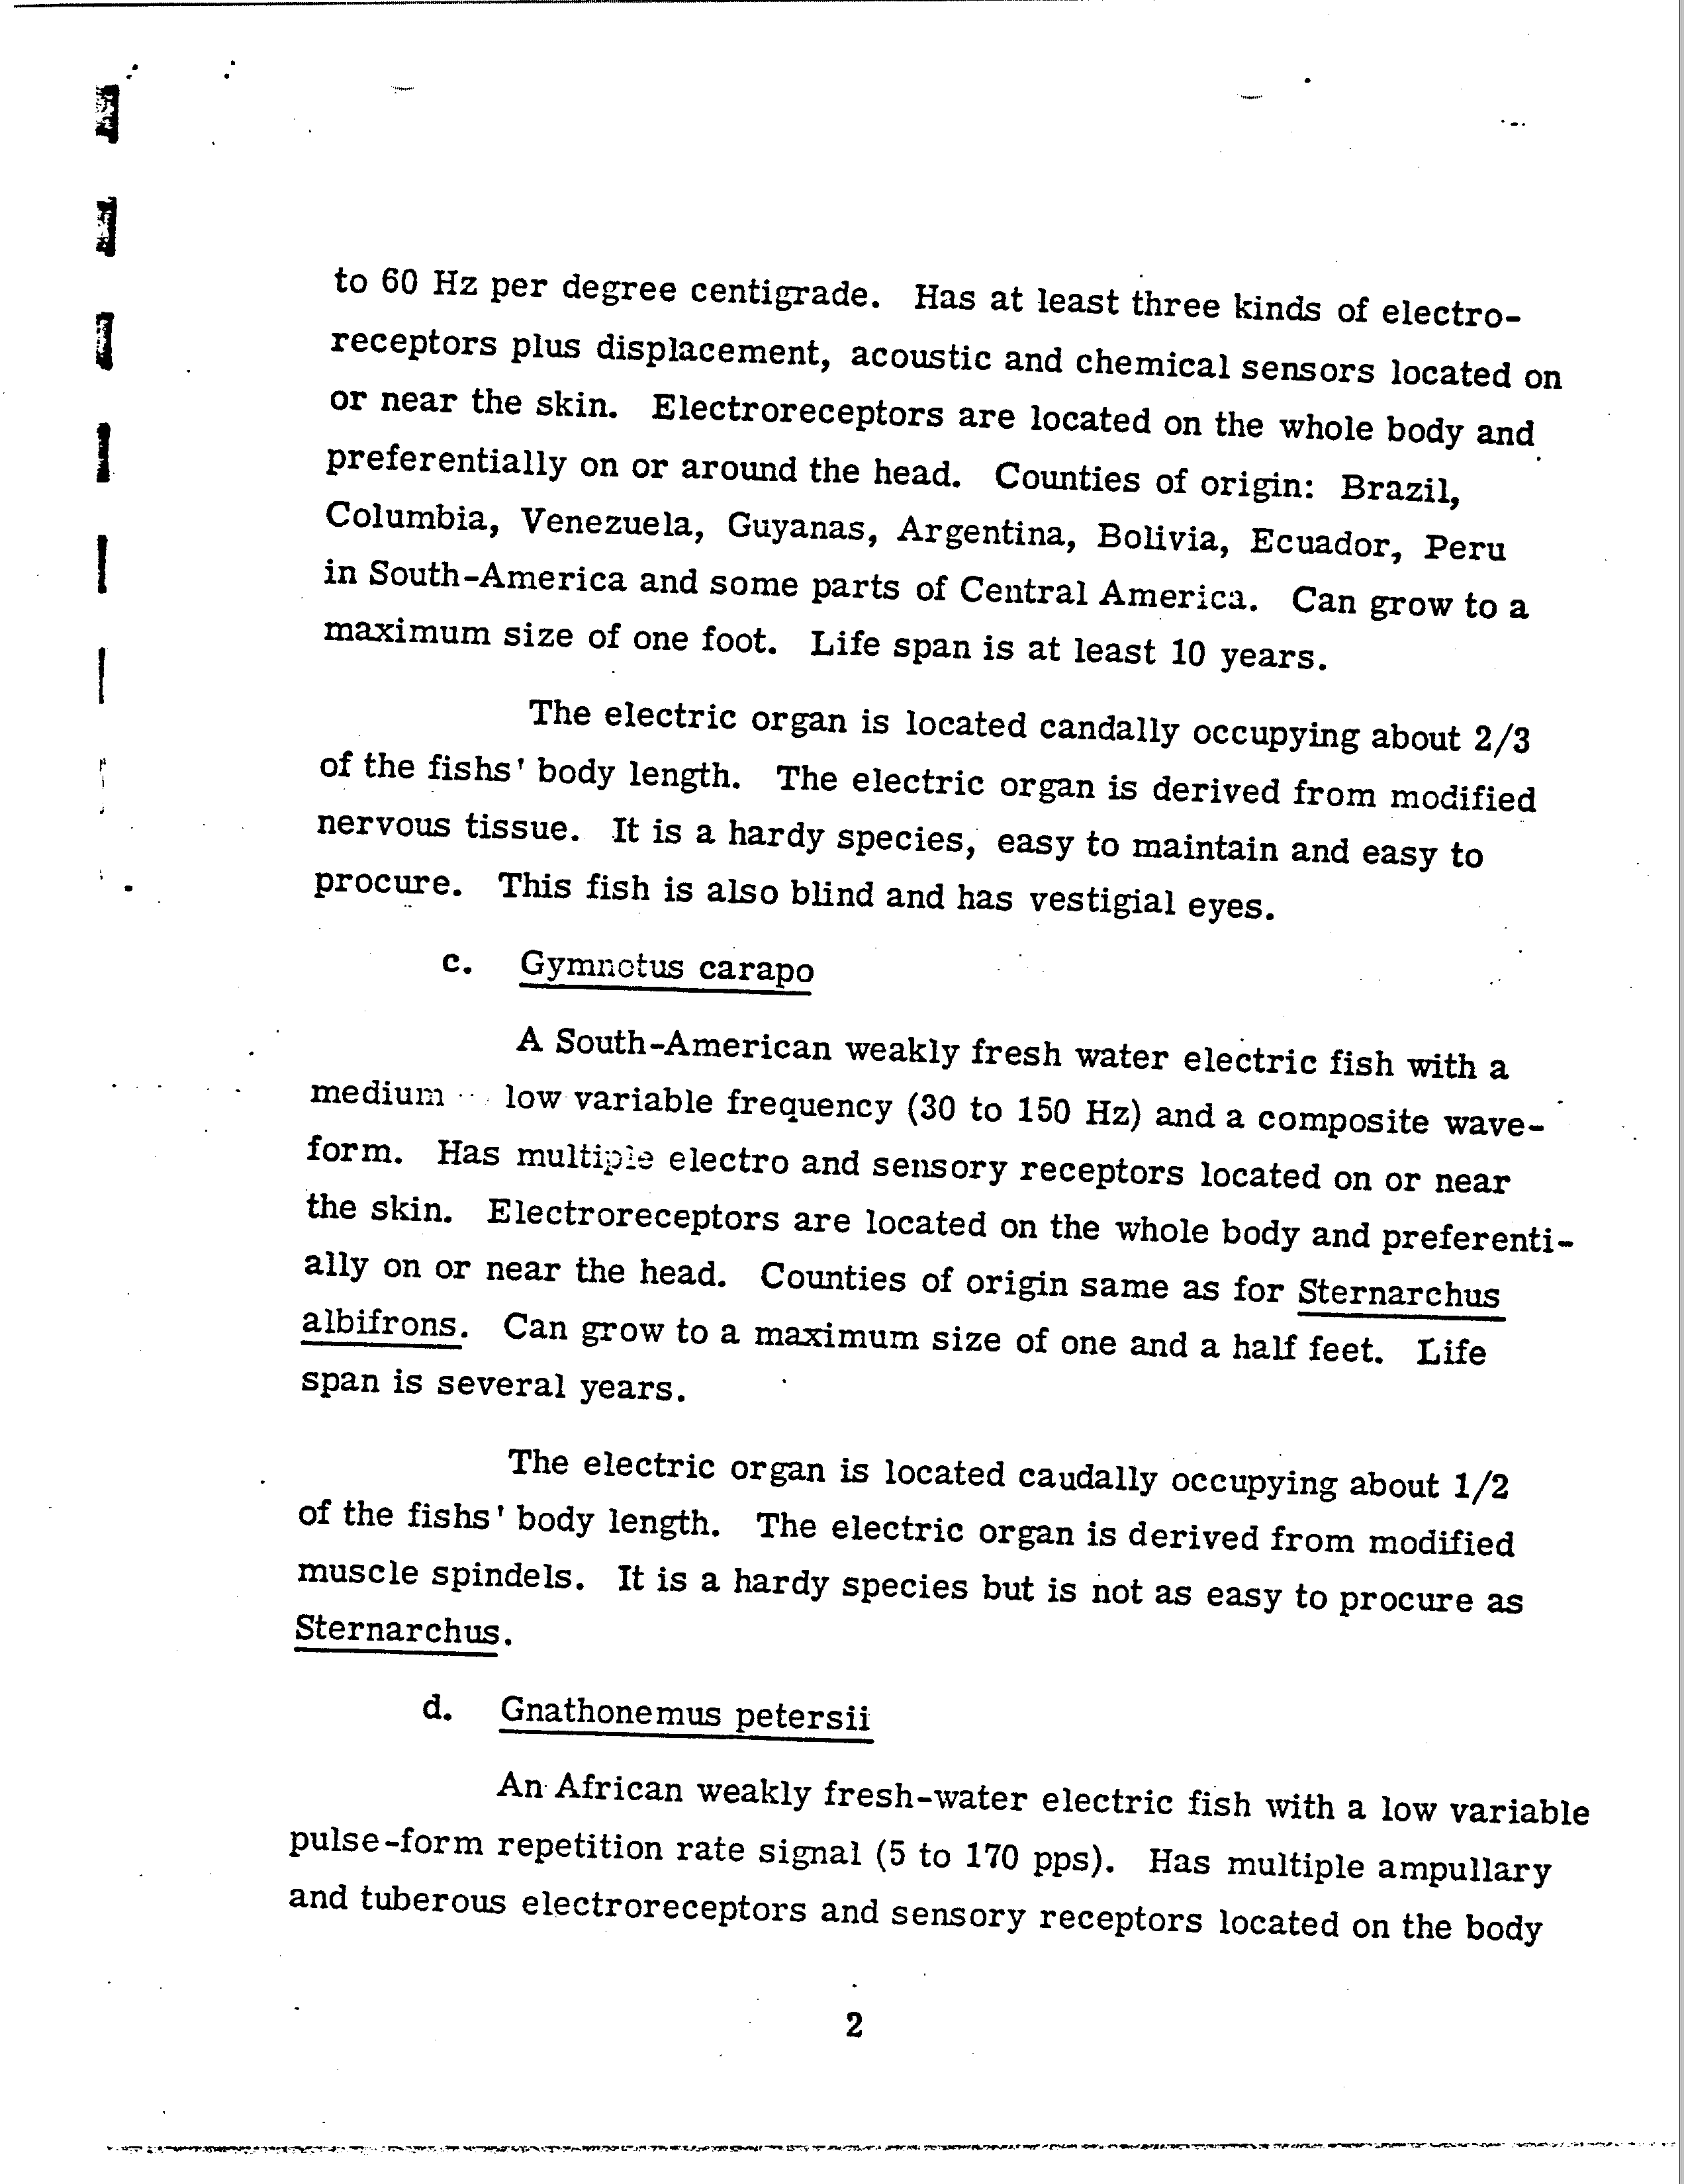 to 60 Hz per degree centigrade. Has at least three kinds of electro-
receptors plus displacement, acoustic and chemical sensors located on
or near the skin. Electroreceptors are located on the whole body and
preferentially on or around the head. Counties of origin: Brazil,
Columbia, Venezuela, Guyanas, Argentina, Bolivia, Ecuador, Peru
in South-America and some parts of Central America. Can grow to a
maximum size of one foot. Life span is at least 10 years.
The electric organ is located candally occupying about 2/3
of the fishs' body length. The electric organ is derived from modified
nervous tissue. It is a hardy species, easy to maintain and easy to
procure. This fish is also blind and has vestigial eyes.
c. Gymnotus carapo
A South-American weakly fresh water electric fish with a
medium low variable frequency (30 to 150 Hz) and a composite wave-
form. Has multiple electro and sensory receptors located on or near
the skin. Electroreceptors are located on the whole body and preferenti-
ally on or near the head. Counties of origin same as for Sternarchus
albifrons. Can grow to a maximum size of one and a half feet. Life
span is several years.
The electric organ is located caudally occupying about 1/2
of the fishs' body length. The electric organ is derived from modified
muscle spindels. It is a hardy species but is not as easy to procure as
Sternarchus.
d. Gnathonemus petersii
An African weakly fresh-water electric fish with a low variable
pulse-form repetition rate signal (5 to 170 pps). Has multiple ampullary
and tuberous electroreceptors and sensory receptors located on the body
2